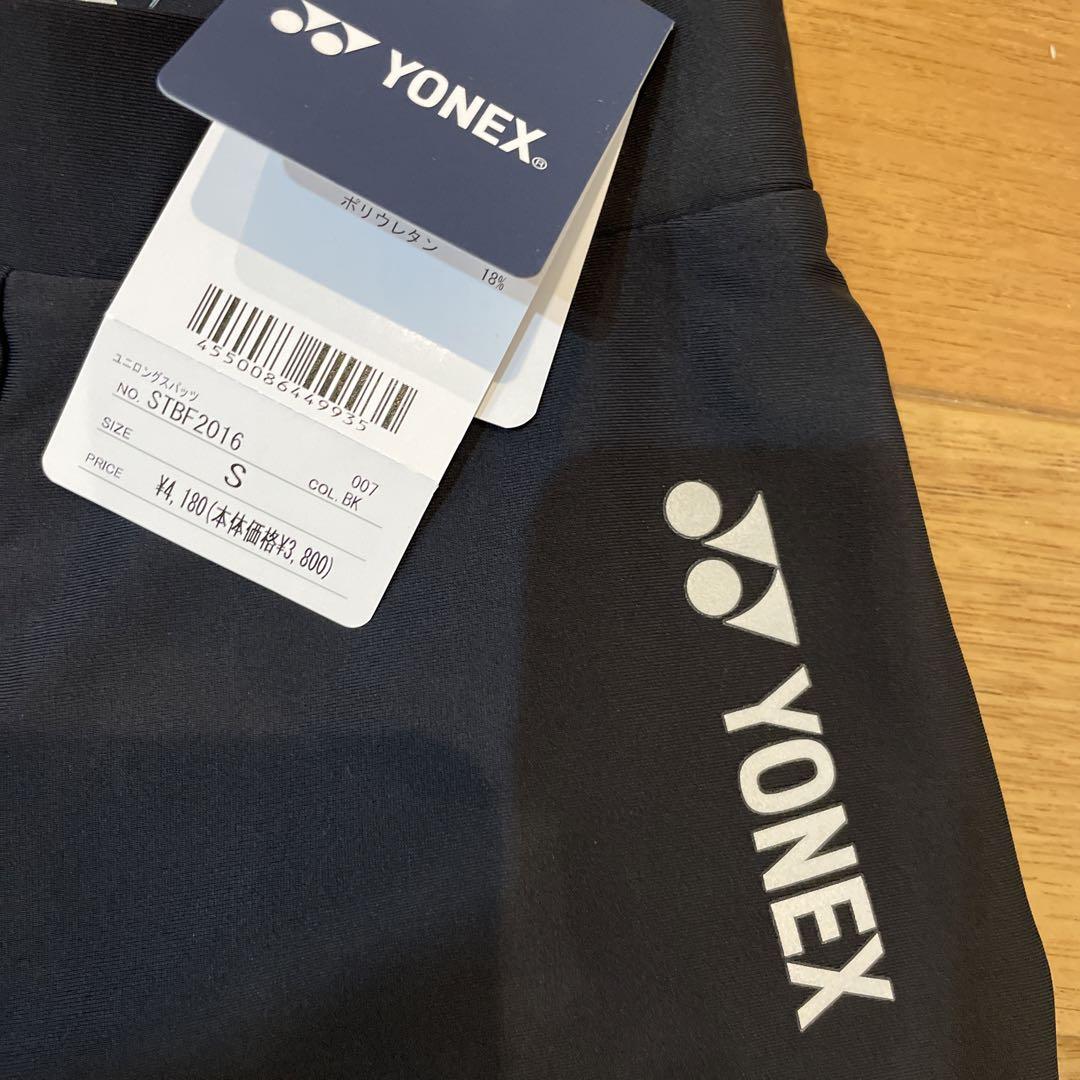 YONEX®
ポリウレタン
18%
4550086449935
ユニロングスパッツ
NO. STBF2016
SIZE S
COL. BK 007
PRICE ¥4,180(本体価格¥3,800)
YONEX